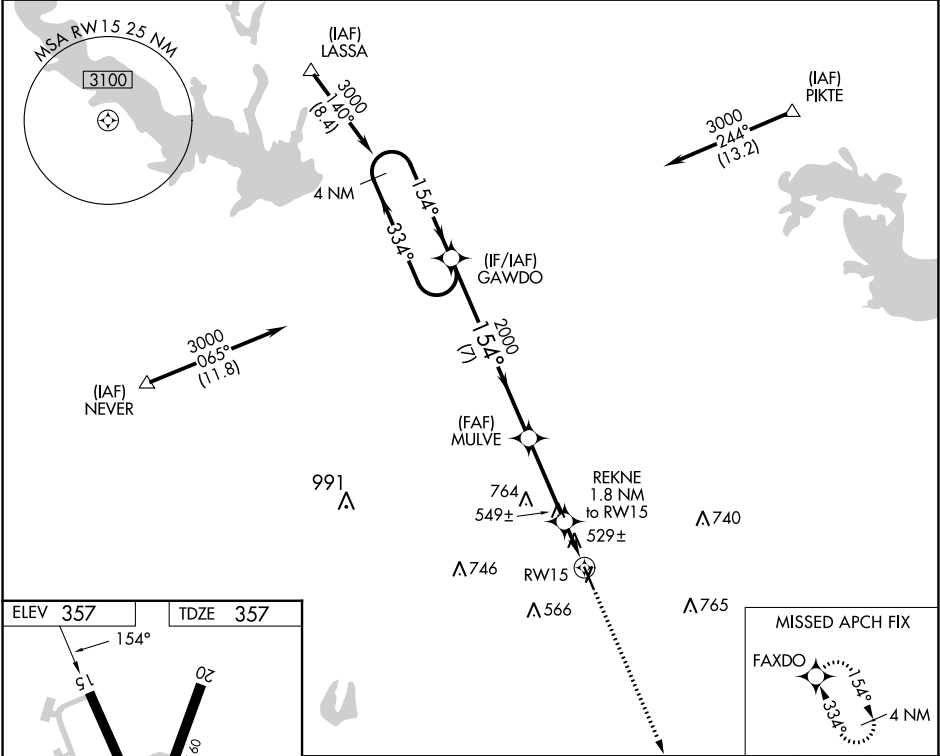 MSA RW15 25 NM
3100
(IAF)
LASSA
3000
140°
(8.4)
(IAF)
PIKTE
3000
244°
(13.2)
4 NM
154°
334°
(IF/IAF)
GAWDO
2000
154°
(7)
3000
065°
(11.8)
(IAF)
NEVER
(FAF)
MULVE
991
764
549±
REKNE
1.8 NM
to RW15
529±
740
746
RW15
566
765
ELEV 357
TDZE 357
154°
15
20
60
MISSED APCH FIX
FAXDO
154°
334°
4 NM